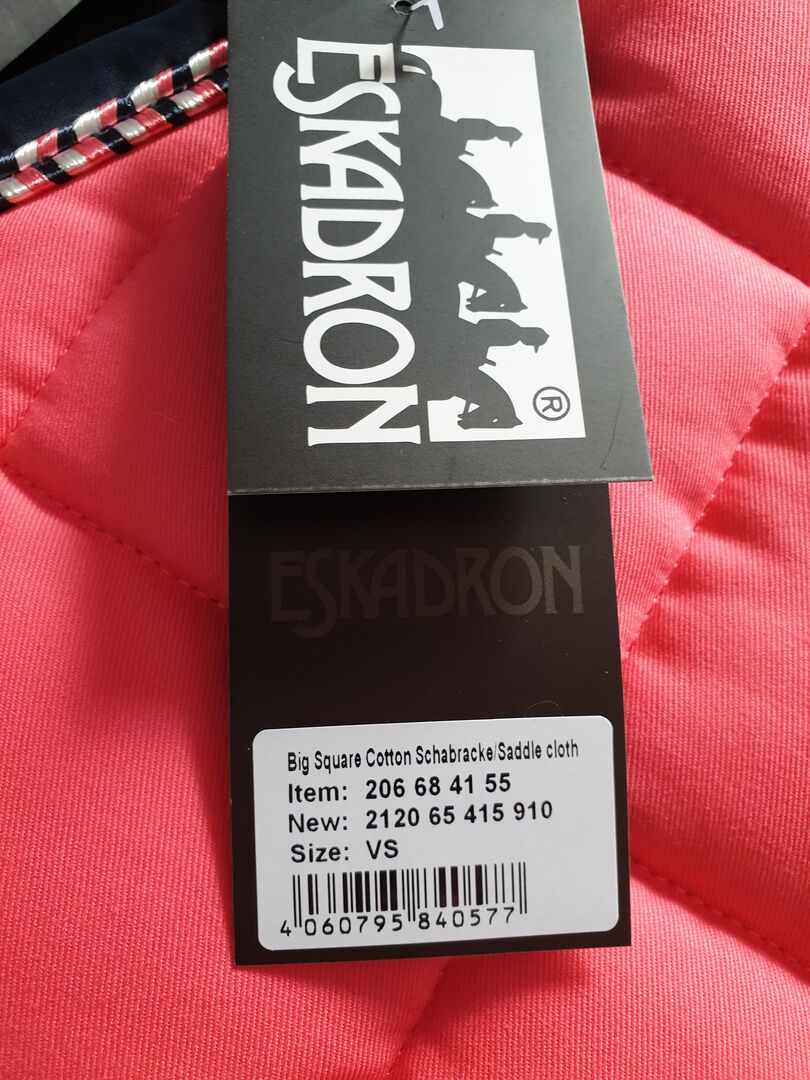 ESKADRON
®
ESKADRON
Big Square Cotton Schabracke/Saddle cloth
Item: 206 68 41 55
New: 2120 65 415 910
Size: VS
4 060795 840577